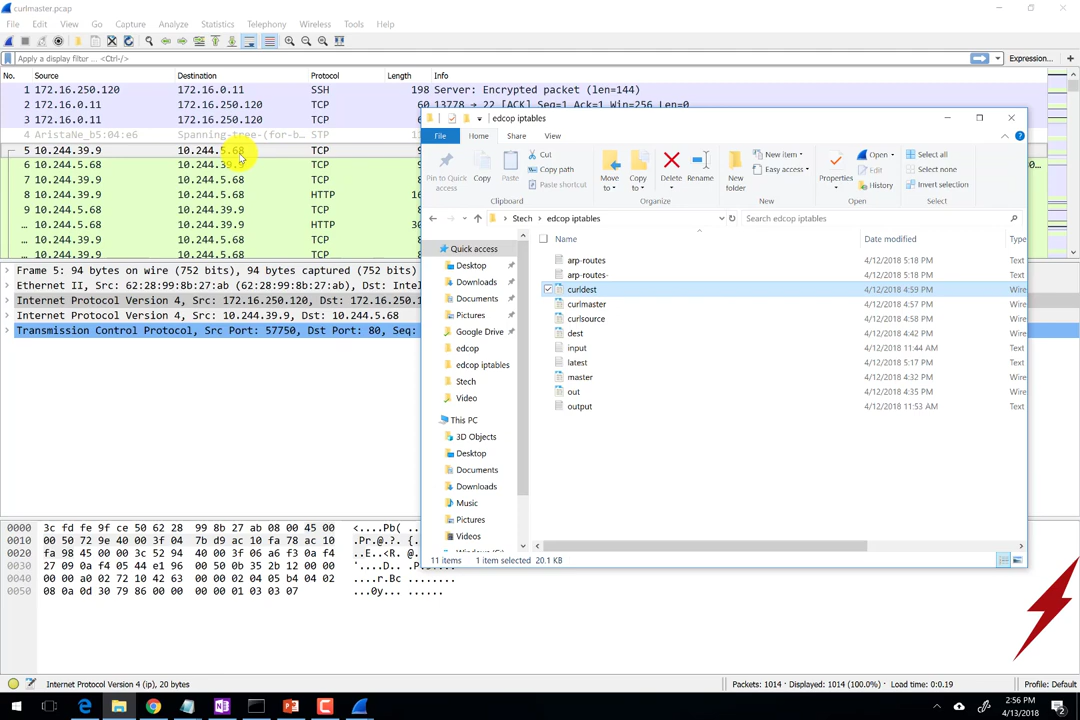 curlmaster.pcap
File Edit View Go Capture Analyze Statistics Telephony Wireless Tools Help
Apply a display filter ... <Ctrl-/>
Expression... +
No. Source Destination Protocol Length Info
1 172.16.250.120 172.16.0.11 SSH 198 Server: Encrypted packet (len=144)
2 172.16.0.11 172.16.250.120 TCP 60 13778 → 22 [ACK] Seq=1 Ack=1 Win=256 Len=0
3 172.16.0.11 172.16.250.120 TCP
4 AristaNe_b5:04:e6 Spanning-tree-(for-b... STP
5 10.244.39.9 10.244.5.68 TCP
6 10.244.5.68 10.244.39.9 TCP
7 10.244.39.9 10.244.5.68 TCP
8 10.244.39.9 10.244.5.68 HTTP
9 10.244.5.68 10.244.39.9 TCP
... 10.244.5.68 10.244.39.9 HTTP
... 10.244.39.9 10.244.5.68 TCP
... 10.244.39.9 10.244.5.68 TCP
Frame 5: 94 bytes on wire (752 bits), 94 bytes captured (752 bits)
Ethernet II, Src: 62:28:99:8b:27:ab (62:28:99:8b:27:ab), Dst: Intel
Internet Protocol Version 4, Src: 172.16.250.120, Dst: 172.16.250.1
Internet Protocol Version 4, Src: 10.244.39.9, Dst: 10.244.5.68
Transmission Control Protocol, Src Port: 57750, Dst Port: 80, Seq:
0000 3c fd fe 9f ce 50 62 28 99 8b 27 ab 08 00 45 00 <....Pb( ..'...E.
0010 00 50 72 9e 40 00 3f 04 7b d9 ac 10 fa 78 ac 10 .Pr.@.?. {....x..
0020 fa 98 45 00 00 3c 52 94 40 00 3f 06 a6 f3 0a f4 ..E..<R. @.?.....
0030 27 09 0a f4 05 44 e1 96 00 50 0b 35 2b 12 00 00
0040 00 00 a0 02 72 10 42 63 00 00 02 04 05 b4 04 02 ....r.Bc ........
0050 08 0a 0d 30 79 86 00 00 00 00 01 03 03 07 ...0y... ......
Internet Protocol Version 4 (ip), 20 bytes
Packets: 1014 · Displayed: 1014 (100.0%) · Load time: 0:0.19
Profile: Default
edcop iptables
File Home Share View
Pin to Quick access
Copy
Paste
Cut
Copy path
Paste shortcut
Clipboard
Move to
Copy to
Delete
Rename
Organize
New folder
New item
Easy access
New
Properties
Open
Edit
History
Open
Select all
Select none
Invert selection
Select
Stech › edcop iptables
Search edcop iptables
Quick access
Desktop
Downloads
Documents
Pictures
Google Drive
edcop
edcop iptables
Stech
Video
This PC
3D Objects
Desktop
Documents
Downloads
Music
Pictures
Videos
Name Date modified Type
arp-routes 4/12/2018 5:18 PM Text
arp-routes- 4/12/2018 5:18 PM Text
curldest 4/12/2018 4:59 PM Wire
curlmaster 4/12/2018 4:57 PM Wire
curlsource 4/12/2018 4:58 PM Wire
dest 4/12/2018 4:42 PM Wire
input 4/12/2018 11:44 AM Text
latest 4/12/2018 5:17 PM Text
master 4/12/2018 4:32 PM Wire
out 4/12/2018 4:35 PM Wire
output 4/12/2018 11:53 AM Text
11 items 1 item selected 20.1 KB
2:56 PM
4/13/2018
2